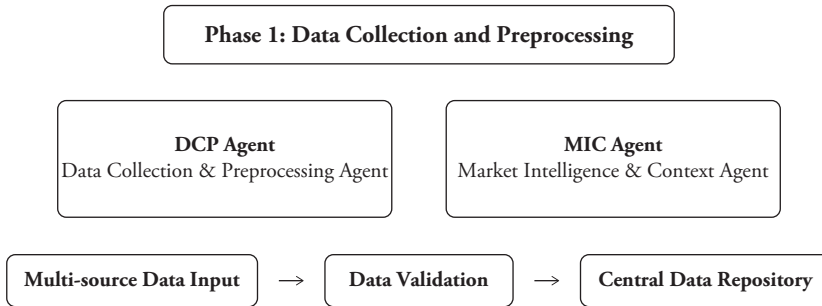 Phase 1: Data Collection and Preprocessing
DCP Agent
Data Collection & Preprocessing Agent
MIC Agent
Market Intelligence & Context Agent
Multi-source Data Input → Data Validation → Central Data Repository